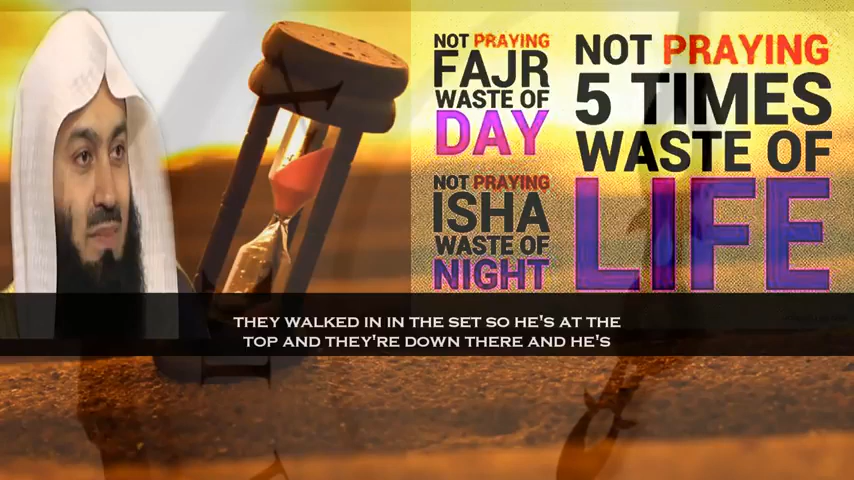 NOT PRAYING
FAJR
WASTE OF
DAY
NOT PRAYING
ISHA
WASTE OF
NIGHT
NOT PRAYING
5 TIMES
WASTE OF
LIFE
THEY WALKED IN IN THE SET SO HE'S AT THE
TOP AND THEY'RE DOWN THERE AND HE'S